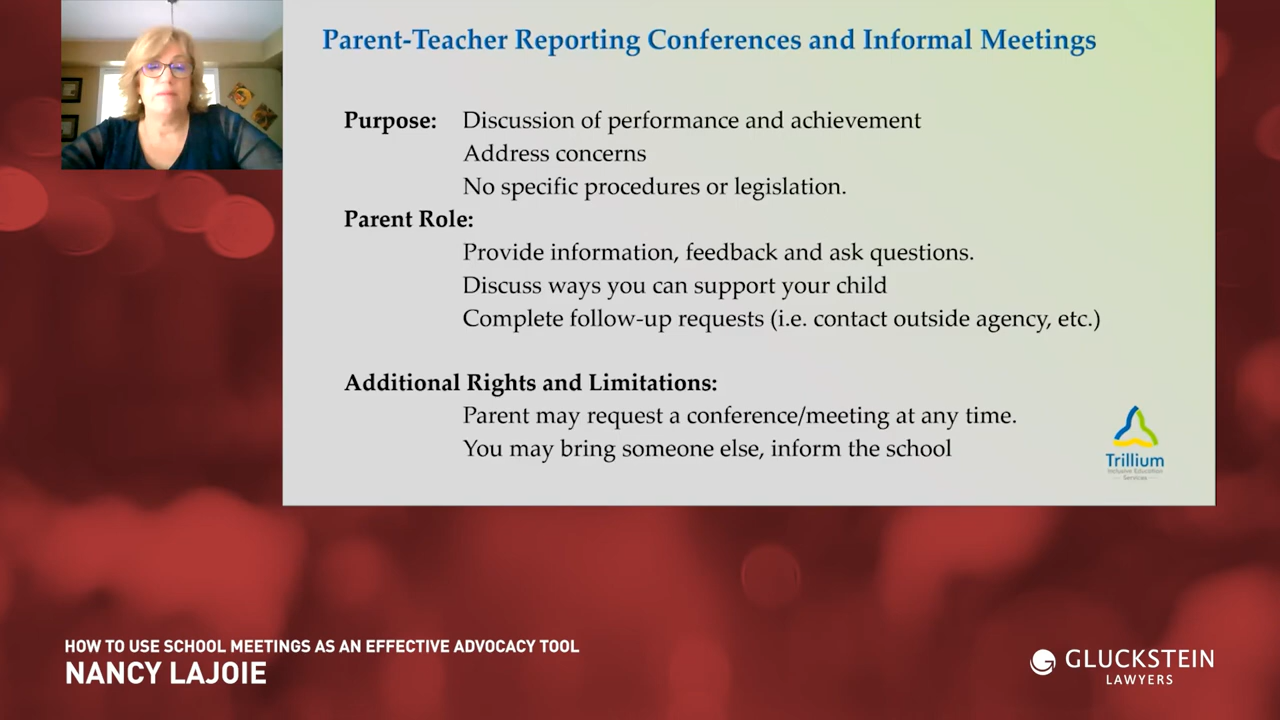 Parent-Teacher Reporting Conferences and Informal Meetings
Purpose: Discussion of performance and achievement
Address concerns
No specific procedures or legislation.
Parent Role:
Provide information, feedback and ask questions.
Discuss ways you can support your child
Complete follow-up requests (i.e. contact outside agency, etc.)
Additional Rights and Limitations:
Parent may request a conference/meeting at any time.
You may bring someone else, inform the school
Trillium
Inclusive Education
Services
HOW TO USE SCHOOL MEETINGS AS AN EFFECTIVE ADVOCACY TOOL
NANCY LAJOIE
GLUCKSTEIN
LAWYERS